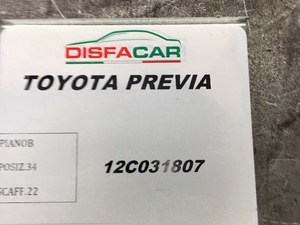 DISFACAR
TOYOTA PREVIA
PIANOB
POSIZ.34
12C031807
SCAFF.22